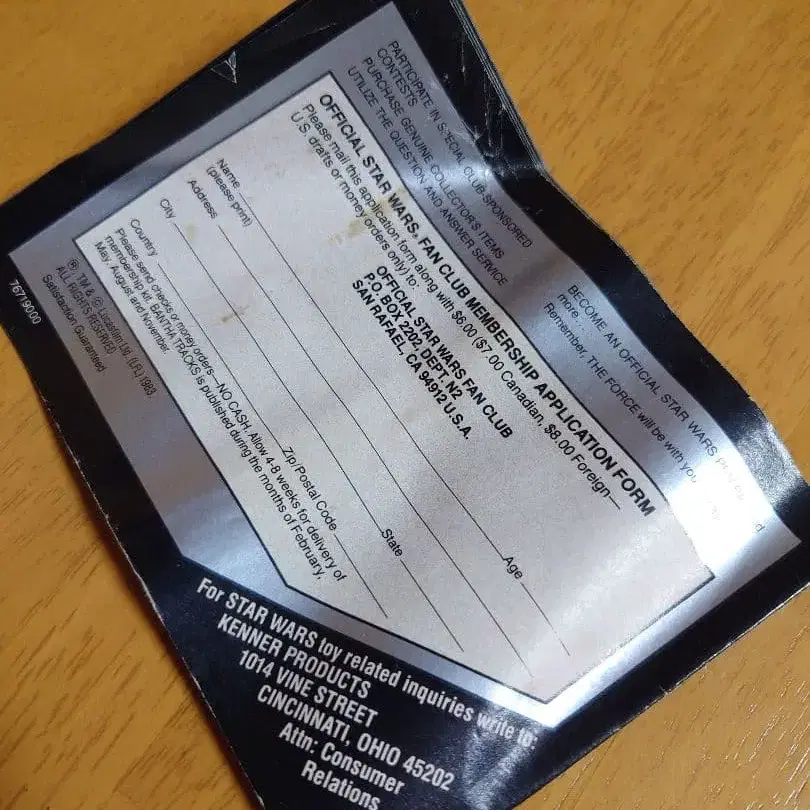 PARTICIPATE IN SPECIAL CLUB-SPONSORED
CONTESTS
PURCHASE GENUINE COLLECTOR'S ITEMS
UTILIZE THE QUESTION AND ANSWER SERVICE
BECOME AN OFFICIAL STAR WARS
more. . .
Remember, THE FORCE will be with you
OFFICIAL STAR WARS® FAN CLUB MEMBERSHIP APPLICATION FORM
Please mail this application form along with $6.00 ($7.00 Canadian, $8.00 Foreign—
U.S. drafts or money orders only) to:
OFFICIAL STAR WARS FAN CLUB
P.O. BOX 2202, DEPT. N2
SAN RAFAEL, CA 94912 U.S.A.
Name Age
(please print)
Address
City State
Country Zip/Postal Code
Please send checks or money orders—NO CASH. Allow 4-8 weeks for delivery of
membership kit. BANTHA TRACKS is published during the months of February,
May, August and November.
® TM & © Lucasfilm Ltd. (LFL) 1983.
ALL RIGHTS RESERVED
Satisfaction Guaranteed
76719000
For STAR WARS toy related inquiries write to:
KENNER PRODUCTS
1014 VINE STREET
CINCINNATI, OHIO 45202
Attn: Consumer
Relations